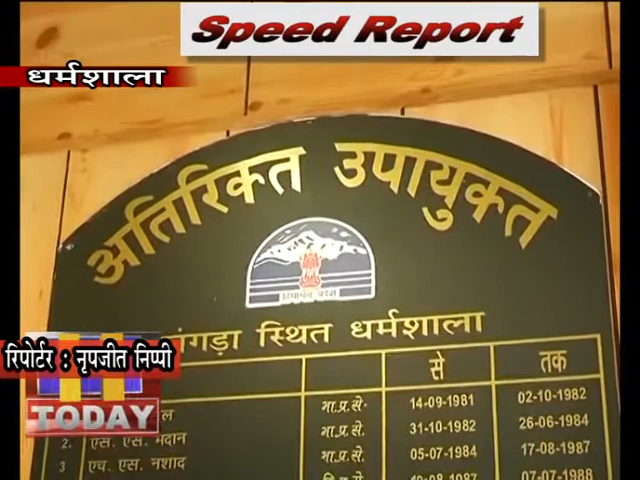 Speed Report
धर्मशाला
अतिरिक्त उपायुक्त
हिमाचल प्रदेश
ांगड़ा स्थित धर्मशाला
रिपोर्टर : नृपजीत निप्पी
TODAY
से तक
भा.प्र.से. 14-09-1981 02-10-1982
2. एस. एस. भा.प्र.से. 31-10-1982 26-06-1984
3 एच. एस. नशाद भा.प्र.से. 05-07-1984 17-08-1987
07-07-1988